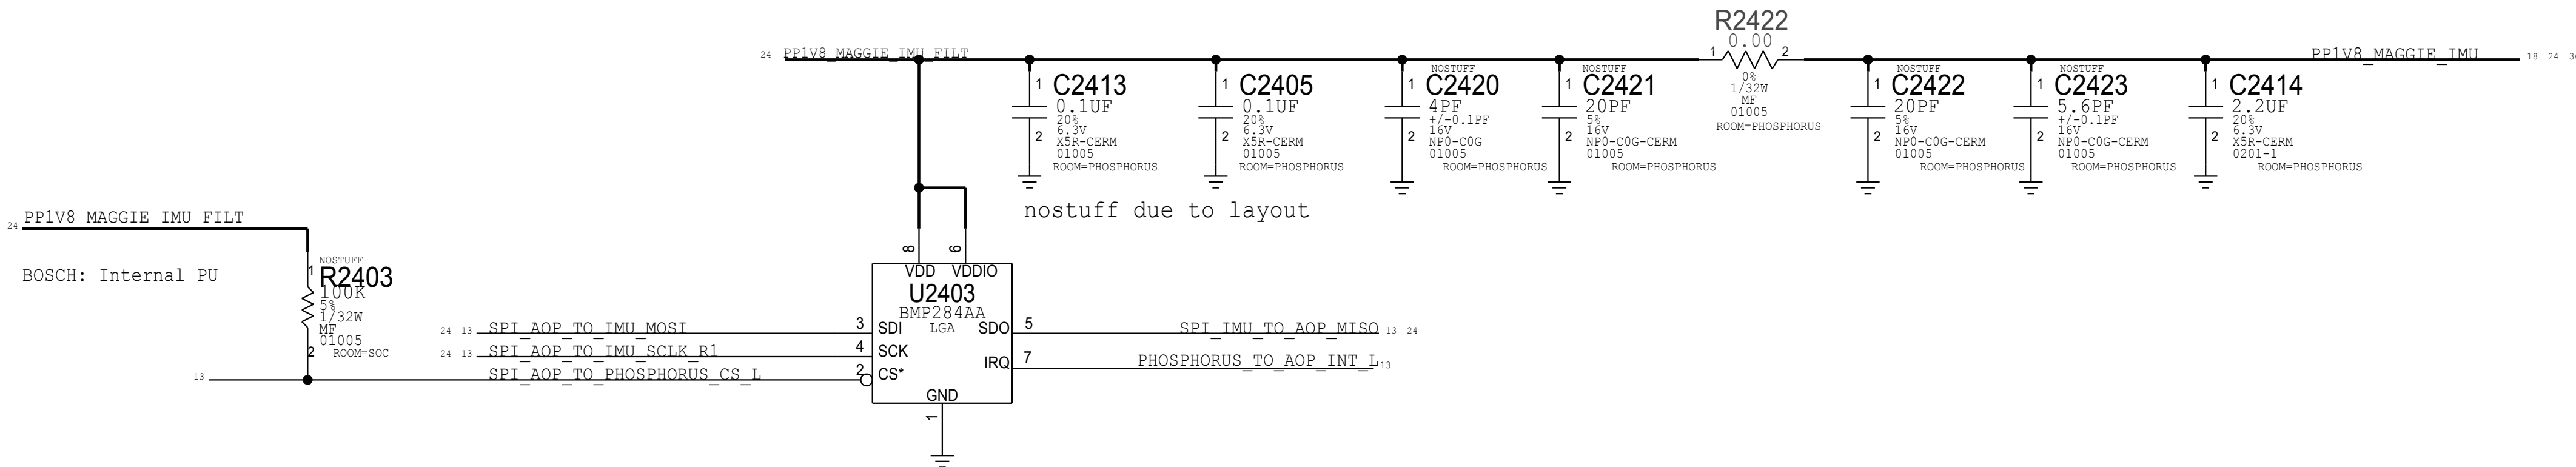 R2422
0.00
1 2
0%
1/32W
MF
01005
ROOM=PHOSPHORUS
24 PP1V8_MAGGIE_IMU_FILT
PP1V8_MAGGIE_IMU 18 24
1 C2413
0.1UF
20%
6.3V
2 X5R-CERM
01005
ROOM=PHOSPHORUS
1 C2405
0.1UF
20%
6.3V
2 X5R-CERM
01005
ROOM=PHOSPHORUS
NOSTUFF
1 C2420
4PF
+/-0.1PF
16V
2 NP0-C0G
01005
ROOM=PHOSPHORUS
NOSTUFF
1 C2421
20PF
5%
16V
2 NP0-C0G-CERM
01005
ROOM=PHOSPHORUS
NOSTUFF
1 C2422
20PF
5%
16V
2 NP0-C0G-CERM
01005
ROOM=PHOSPHORUS
NOSTUFF
1 C2423
5.6PF
+/-0.1PF
16V
2 NP0-C0G-CERM
01005
ROOM=PHOSPHORUS
1 C2414
2.2UF
20%
6.3V
2 X5R-CERM
0201-1
ROOM=PHOSPHORUS
nostuff due to layout
24 PP1V8_MAGGIE_IMU_FILT
BOSCH: Internal PU
NOSTUFF
1 R2403
100K
5%
1/32W
MF
01005
2 ROOM=SOC
8 6
VDD VDDIO
U2403
BMP284AA
LGA
24 13 SPI_AOP_TO_IMU_MOSI 3 SDI
24 13 SPI_AOP_TO_IMU_SCLK_R1 4 SCK
13 SPI_AOP_TO_PHOSPHORUS_CS_L 2 CS*
SDO 5 SPI_IMU_TO_AOP_MISO 13 24
IRQ 7 PHOSPHORUS_TO_AOP_INT_L 13
GND
1